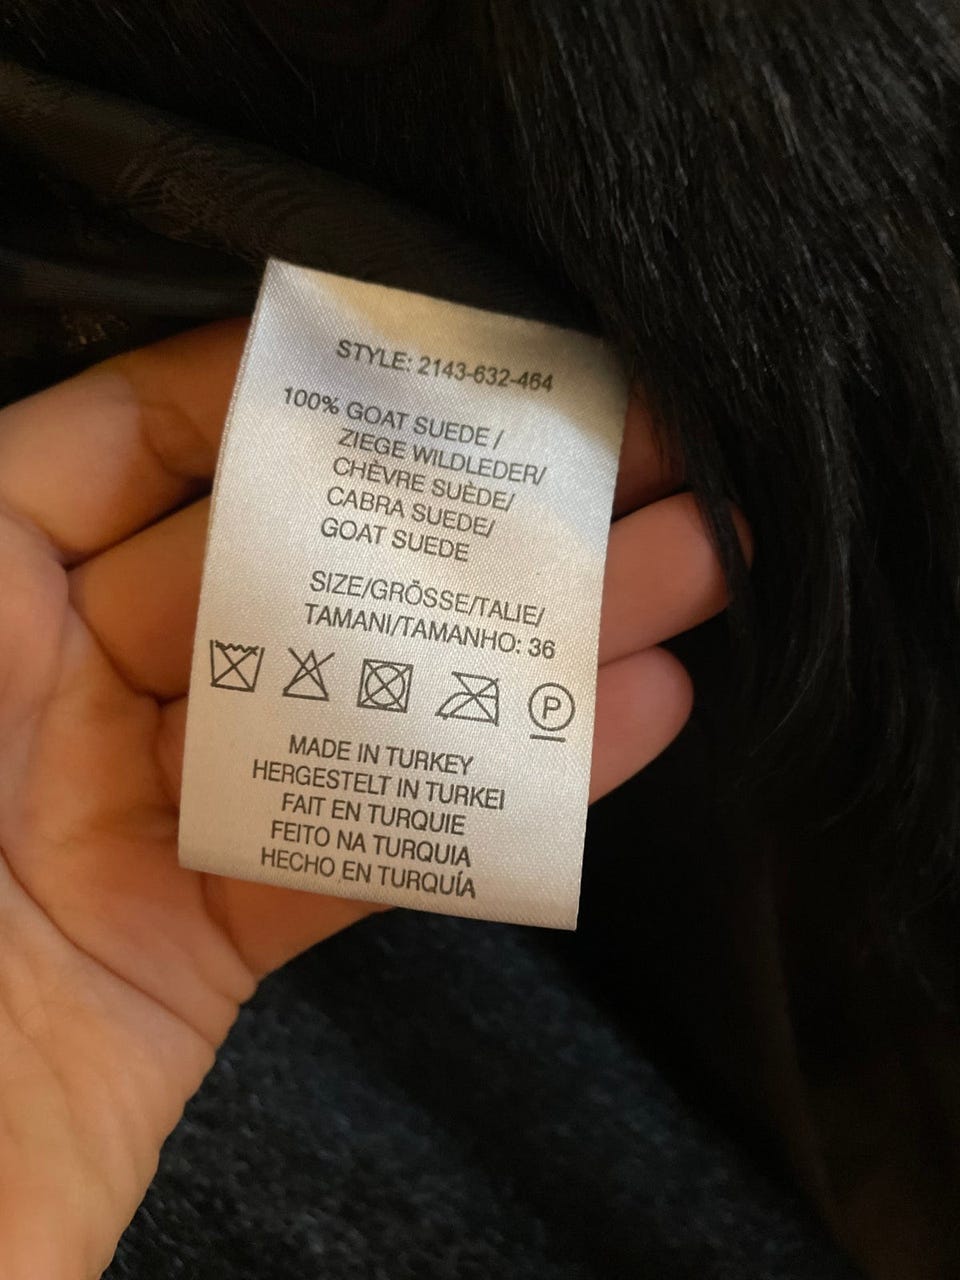 STYLE: 2143-632-464
100% GOAT SUEDE /
ZIEGE WILDLEDER/
CHÈVRE SUÈDE/
CABRA SUEDE/
GOAT SUEDE
SIZE/GRÖSSE/TALIE/
TAMANI/TAMANHO: 36
P
MADE IN TURKEY
HERGESTELT IN TURKEI
FAIT EN TURQUIE
FEITO NA TURQUIA
HECHO EN TURQUÍA